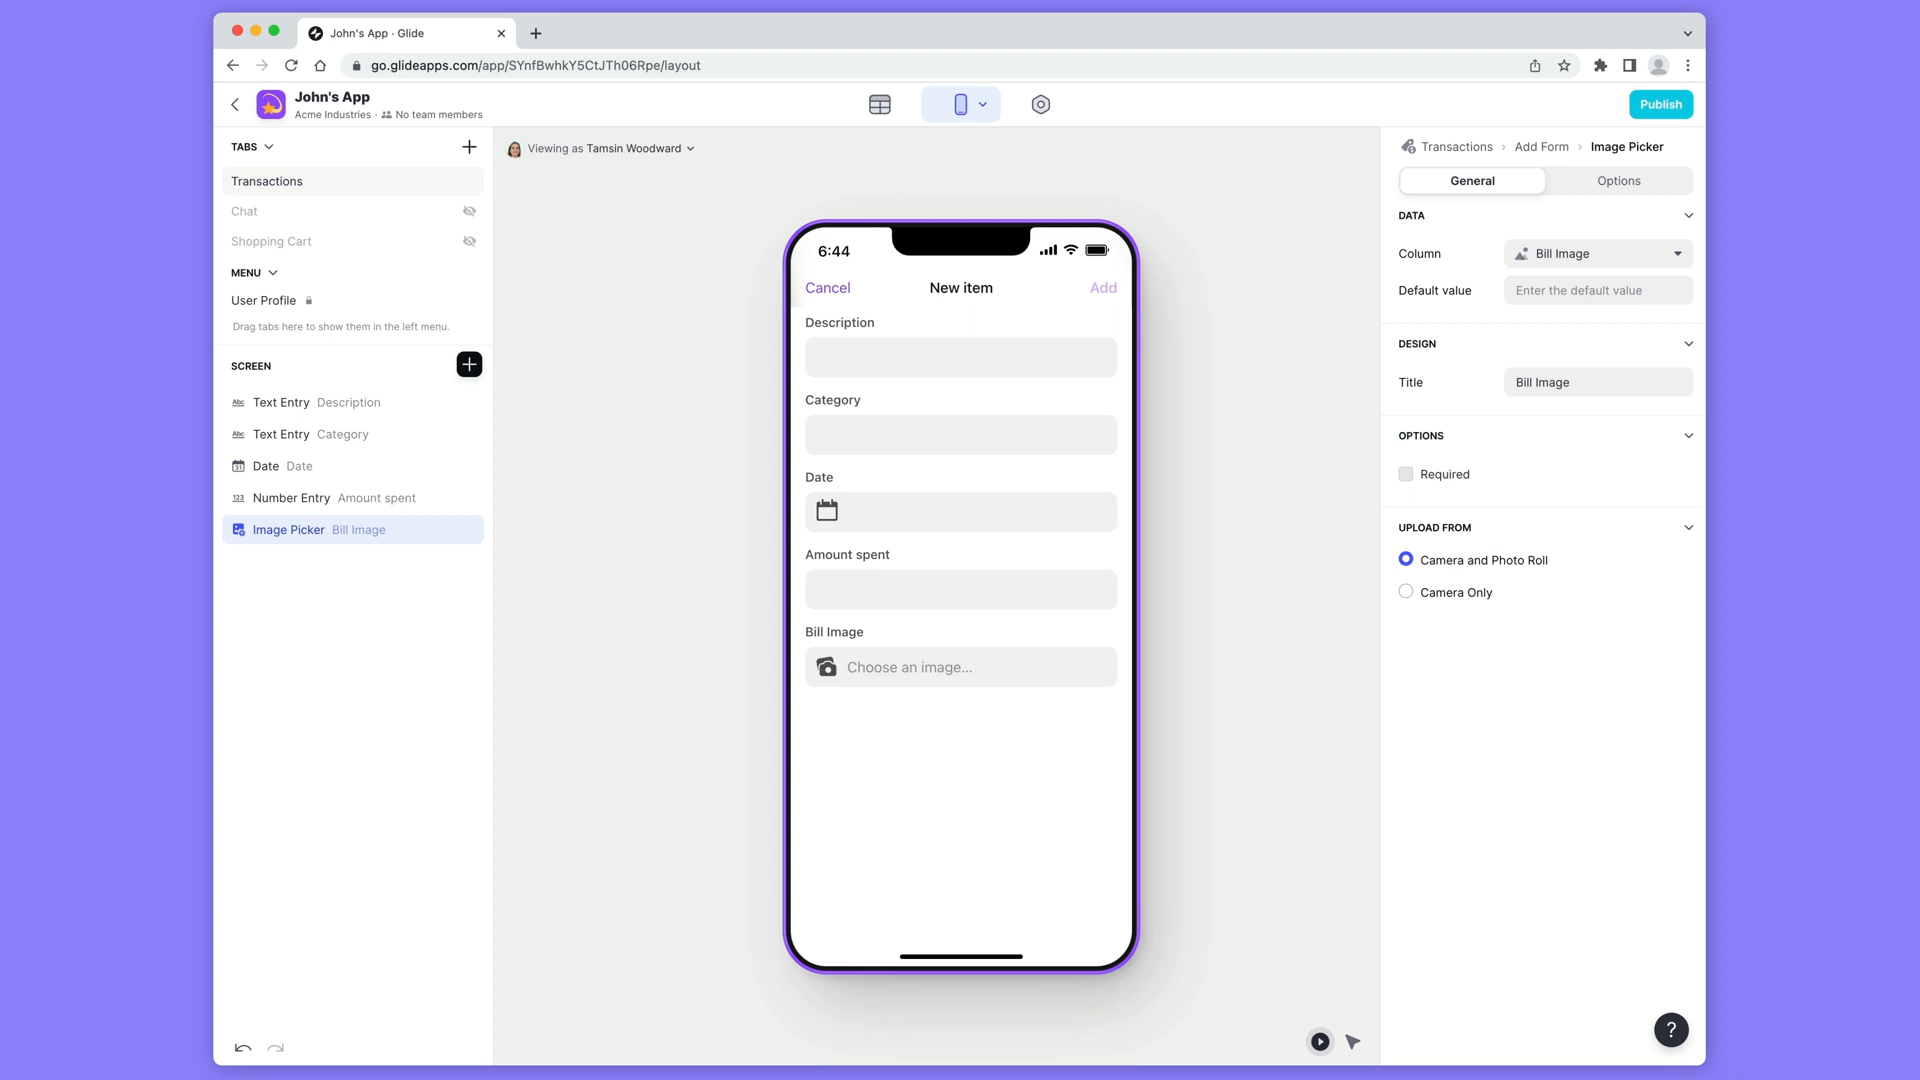 John's App - Glide
go.glideapps.com/app/SYnfBwhkY5CtJTh06Rpe/layout
John's App
Acme Industries · No team members
Publish
TABS
Transactions
Chat
Shopping Cart
MENU
User Profile
Drag tabs here to show them in the left menu.
SCREEN
Abc Text Entry Description
Abc Text Entry Category
31 Date Date
123 Number Entry Amount spent
Image Picker Bill Image
Viewing as Tamsin Woodward
6:44
Cancel New item Add
Description
Category
Date
Amount spent
Bill Image
Choose an image...
Transactions › Add Form › Image Picker
General Options
DATA
Column Bill Image
Default value Enter the default value
DESIGN
Title Bill Image
OPTIONS
Required
UPLOAD FROM
Camera and Photo Roll
Camera Only
?